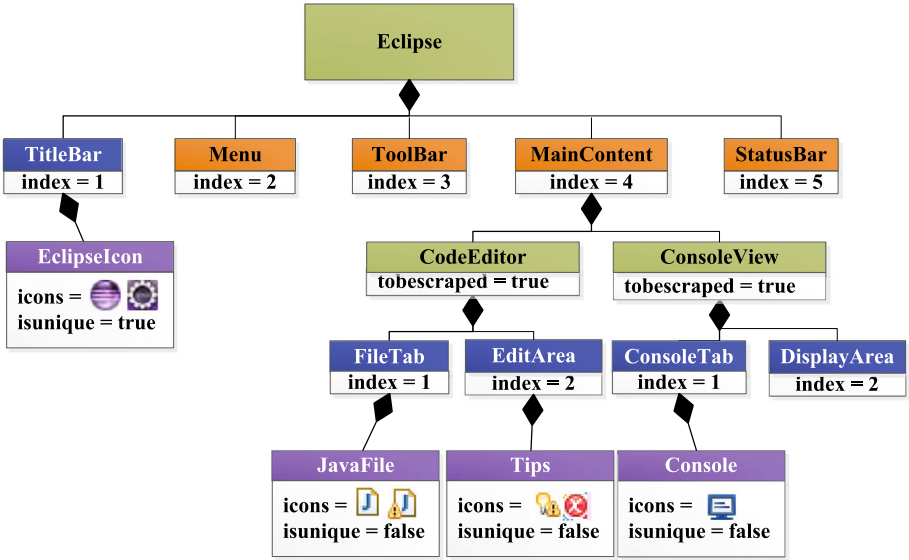 Eclipse
TitleBar
index = 1
Menu
index = 2
ToolBar
index = 3
MainContent
index = 4
StatusBar
index = 5
EclipseIcon
icons =
isunique = true
CodeEditor
tobescraped = true
ConsoleView
tobescraped = true
FileTab
index = 1
EditArea
index = 2
ConsoleTab
index = 1
DisplayArea
index = 2
JavaFile
icons = J J
isunique = false
Tips
icons =
isunique = false
Console
icons =
isunique = false